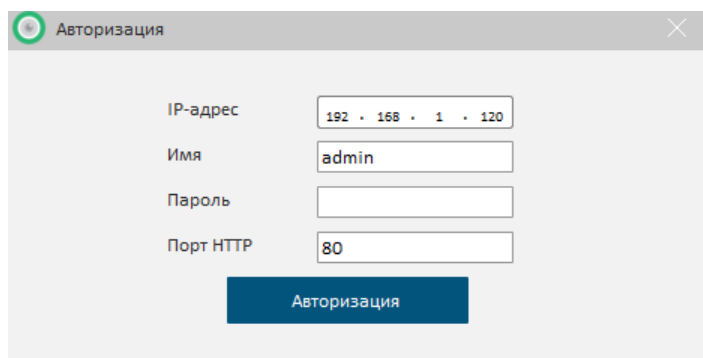 Авторизация
IP-адрес 192 . 168 . 1 . 120
Имя admin
Пароль
Порт HTTP 80
Авторизация